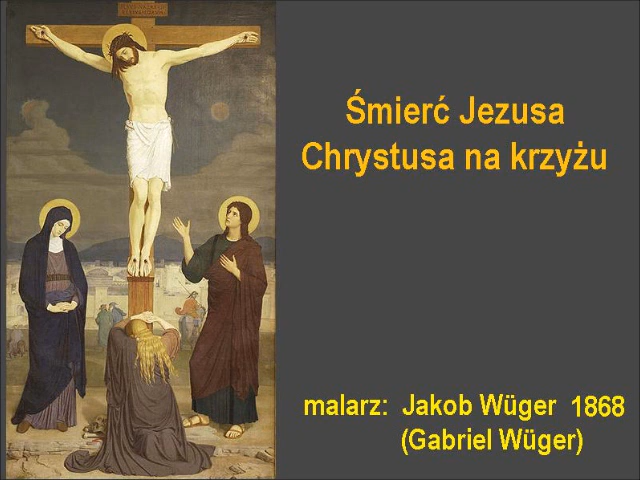 Śmierć Jezusa
Chrystusa na krzyżu
malarz: Jakob Wüger 1868
(Gabriel Wüger)